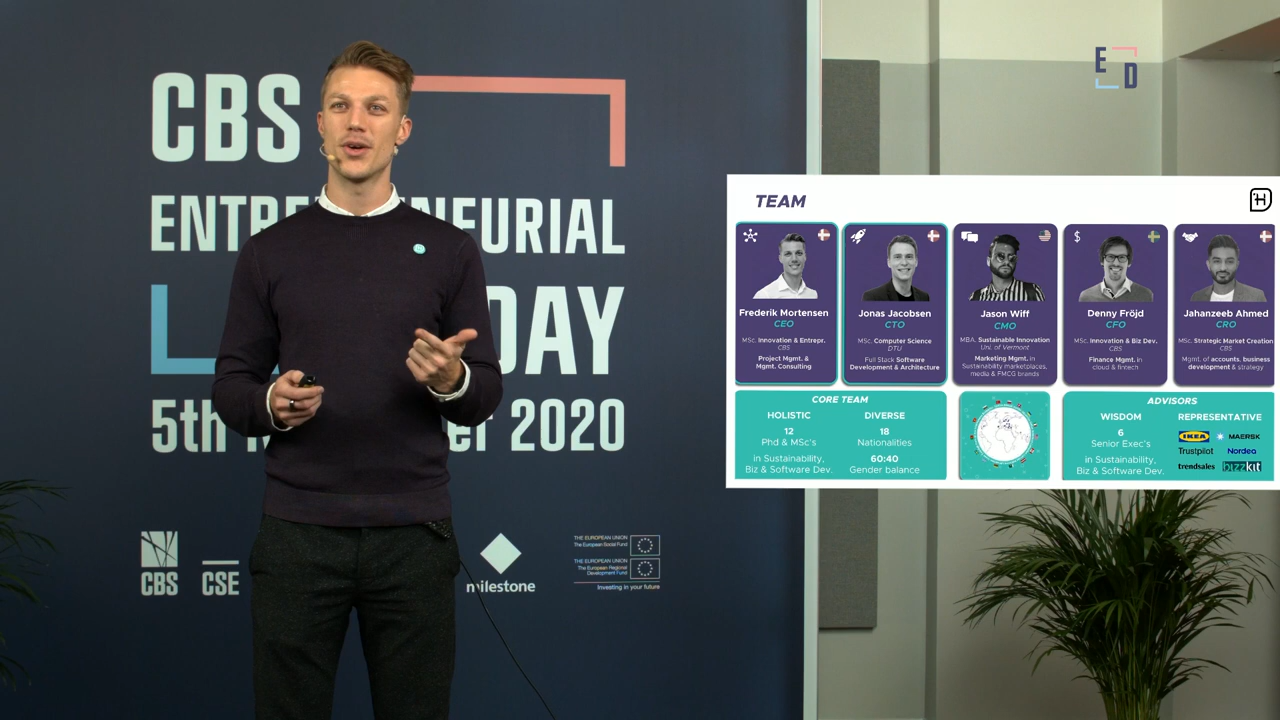 CBS
ENTRE NEURIAL
DAY
5th er 2020
CBS
CSE
milestone
THE EUROPEAN UNION
The European Social Fund
THE EUROPEAN UNION
The European Regional
Development Fund
Investing in your future
E
D
TEAM
H
$
Frederik Mortensen
CEO
MSc. Innovation & Entrepr.
CBS
Project Mgmt. &
Mgmt. Consulting
Jonas Jacobsen
CTO
MSc. Computer Science
DTU
Full Stack Software
Development & Architecture
Jason Wiff
CMO
MBA. Sustainable Innovation
Uni. of Vermont
Marketing Mgmt. in
Sustainability marketplaces,
media & FMCG brands
Denny Fröjd
CFO
MSc. Innovation & Biz Dev.
CBS
Finance Mgmt. in
cloud & fintech
Jahanzeeb Ahmed
CRO
MSc. Strategic Market Creation
CBS
Mgmt. of accounts, business
development & strategy
CORE TEAM
HOLISTIC
12
Phd & MSc's
in Sustainability,
Biz & Software Dev.
DIVERSE
18
Nationalities
60:40
Gender balance
ADVISORS
WISDOM
6
Senior Exec's
in Sustainability,
Biz & Software Dev.
REPRESENTATIVE
IKEA
MAERSK
Trustpilot
Nordea
trendsales
bizzkit